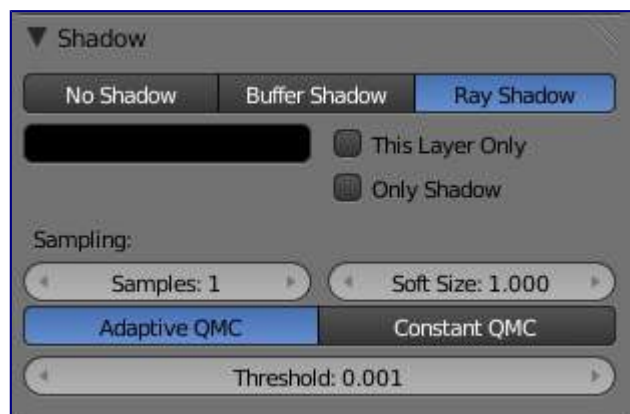 Shadow
No Shadow Buffer Shadow Ray Shadow
This Layer Only
Only Shadow
Sampling:
Samples: 1 Soft Size: 1.000
Adaptive QMC Constant QMC
Threshold: 0.001